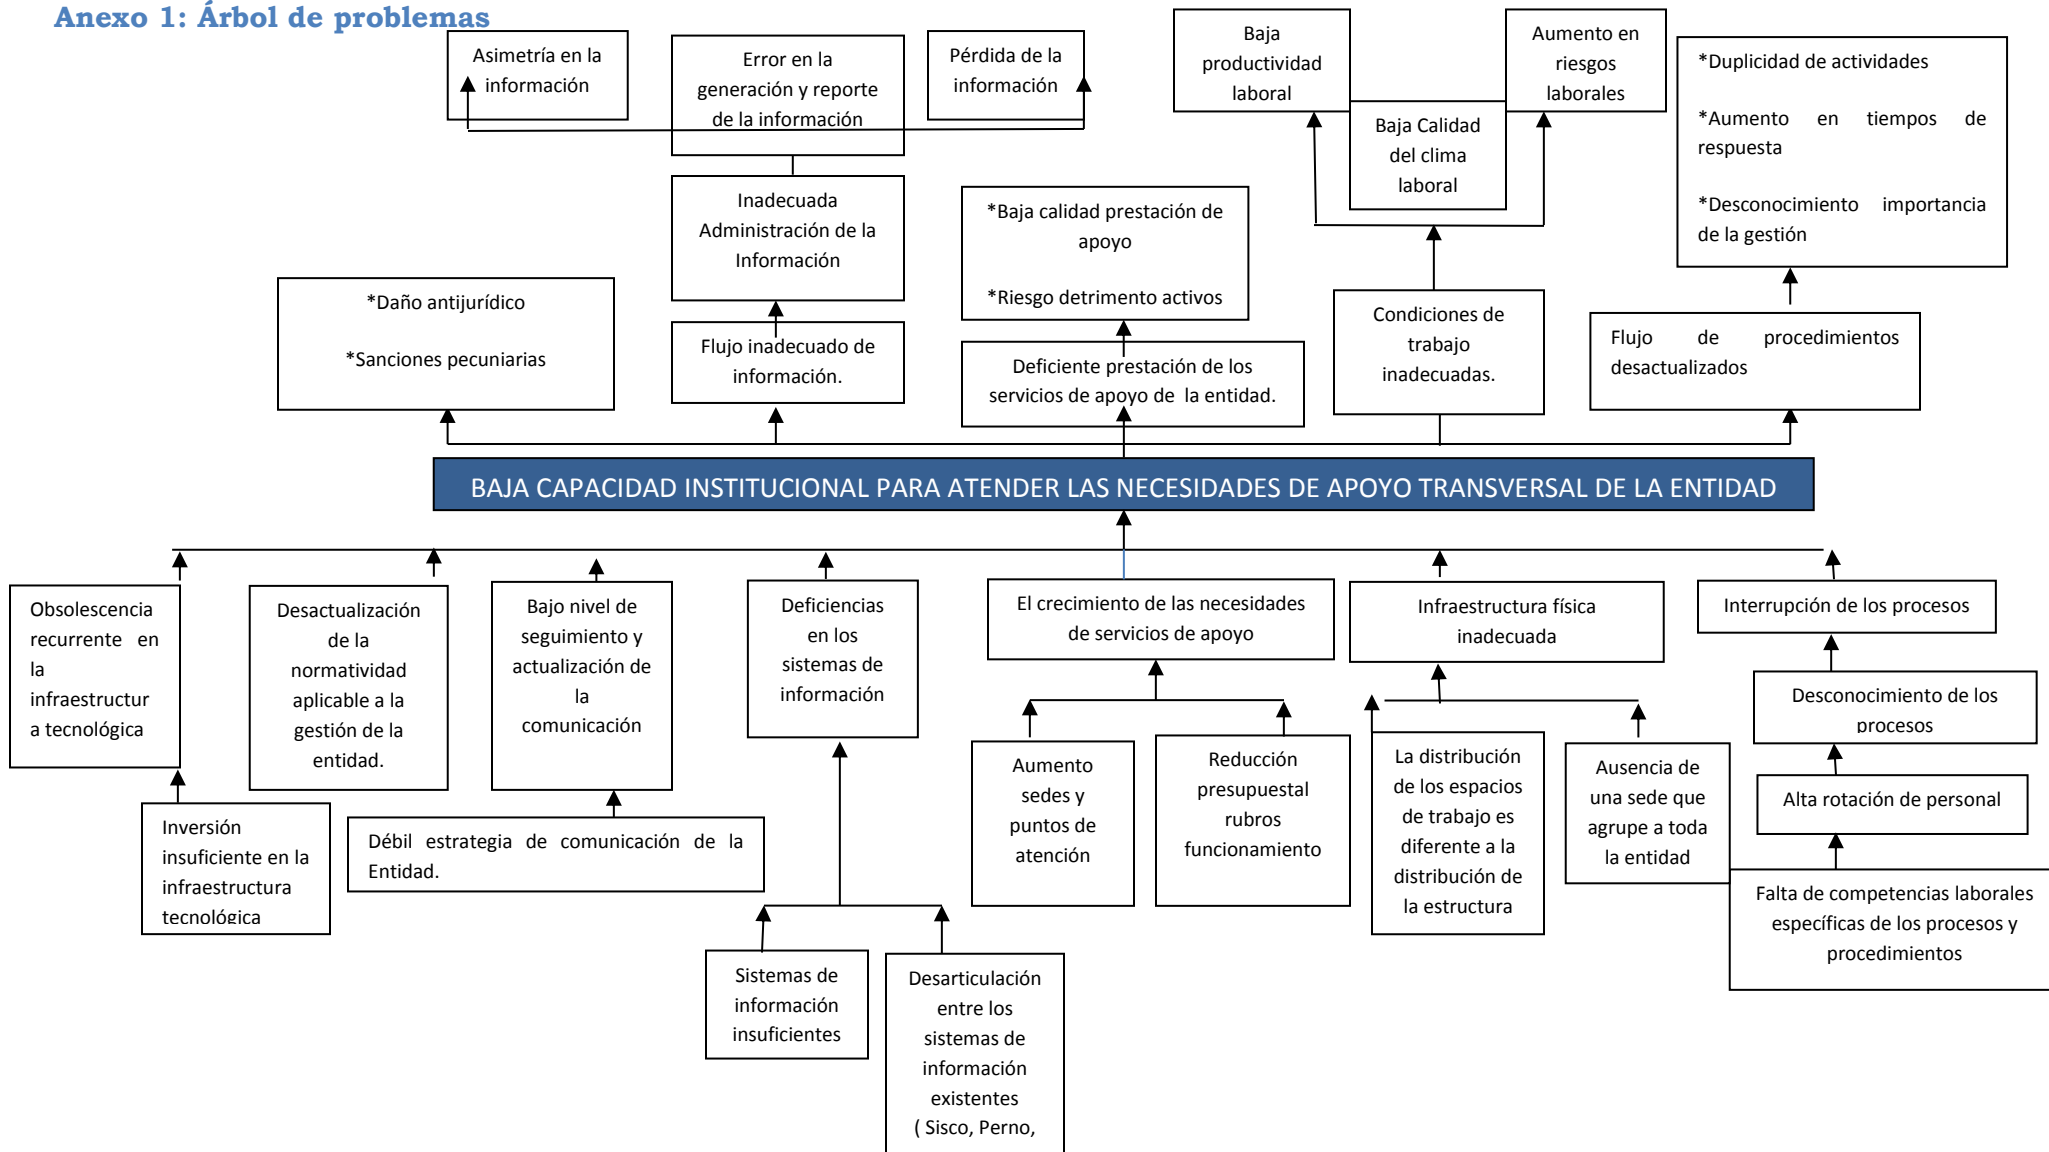 Anexo 1: Árbol de problemas
Asimetría en la
información
Error en la
generación y reporte
de la información
Pérdida de la
información
Baja
productividad
laboral
Baja Calidad
del clima
laboral
Aumento en
riesgos
laborales
*Duplicidad de actividades
*Aumento en tiempos de
respuesta
*Desconocimiento importancia
de la gestión
Inadecuada
Administración de la
Información
*Baja calidad prestación de
apoyo
*Riesgo detrimento activos
*Daño antijurídico
*Sanciones pecuniarias
Flujo inadecuado de
información.
Deficiente prestación de los
servicios de apoyo de la entidad.
Condiciones de
trabajo
inadecuadas.
Flujo de procedimientos
desactualizados
BAJA CAPACIDAD INSTITUCIONAL PARA ATENDER LAS NECESIDADES DE APOYO TRANSVERSAL DE LA ENTIDAD
Obsolescencia
recurrente en
la
infraestructur
a tecnológica
Desactualización
de la
normatividad
aplicable a la
gestión de la
entidad.
Bajo nivel de
seguimiento y
actualización de
la
comunicación
Deficiencias
en los
sistemas de
información
El crecimiento de las necesidades
de servicios de apoyo
Infraestructura física
inadecuada
Interrupción de los procesos
Desconocimiento de los
procesos
Alta rotación de personal
Falta de competencias laborales
específicas de los procesos y
procedimientos
Inversión
insuficiente en la
infraestructura
tecnológica
Débil estrategia de comunicación de la
Entidad.
Aumento
sedes y
puntos de
atención
Reducción
presupuestal
rubros
funcionamiento
La distribución
de los espacios
de trabajo es
diferente a la
distribución de
la estructura
Ausencia de
una sede que
agrupe a toda
la entidad
Sistemas de
información
insuficientes
Desarticulación
entre los
sistemas de
información
existentes
( Sisco, Perno,